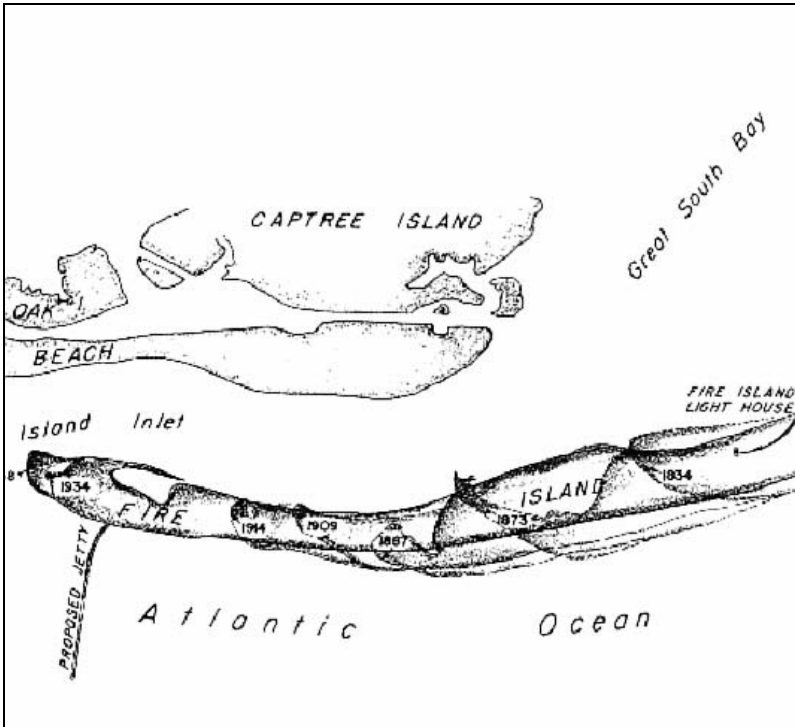 Great South Bay
CAPTREE ISLAND
OAK I.
BEACH
FIRE ISLAND
LIGHT HOUSE
Island Inlet
B
1934
FIRE
1914
1909
1887
1873
ISLAND
1834
B
PROPOSED JETTY
Atlantic Ocean